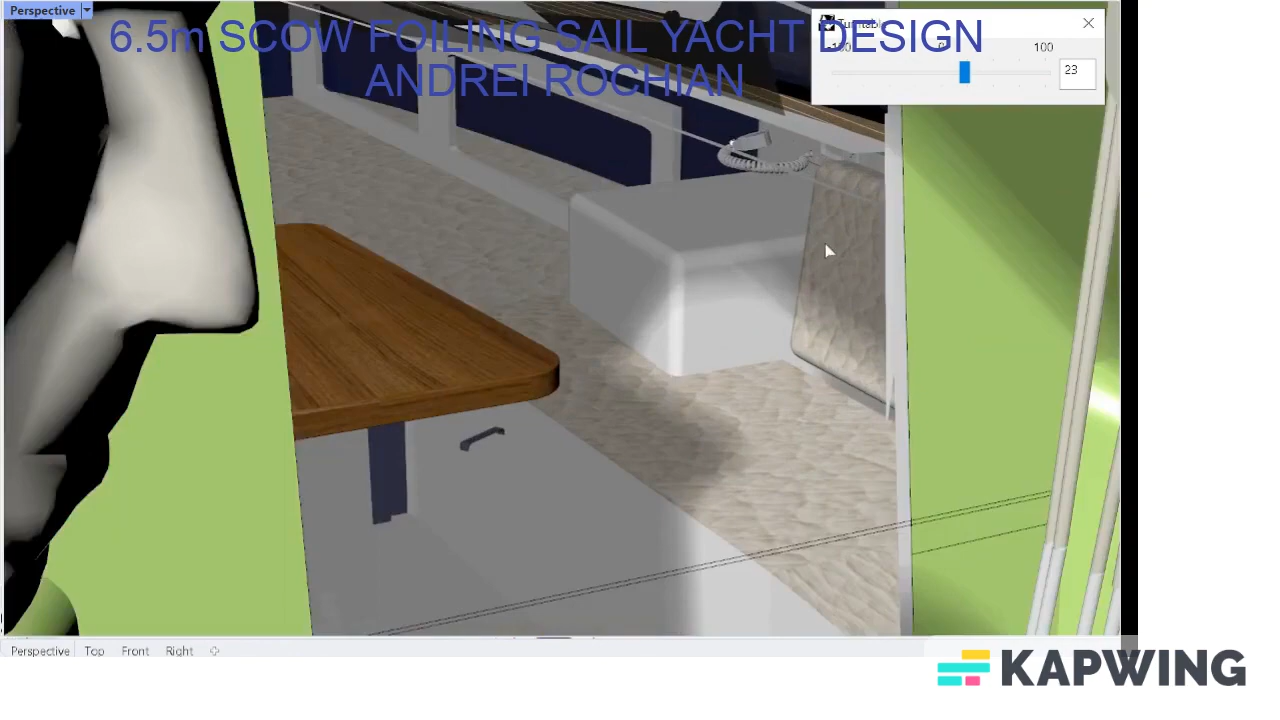 Perspective
6.5m SCOW FOILING SAIL YACHT DESIGN
ANDREI ROCHIAN
100
23
Perspective Top Front Right
KAPWING